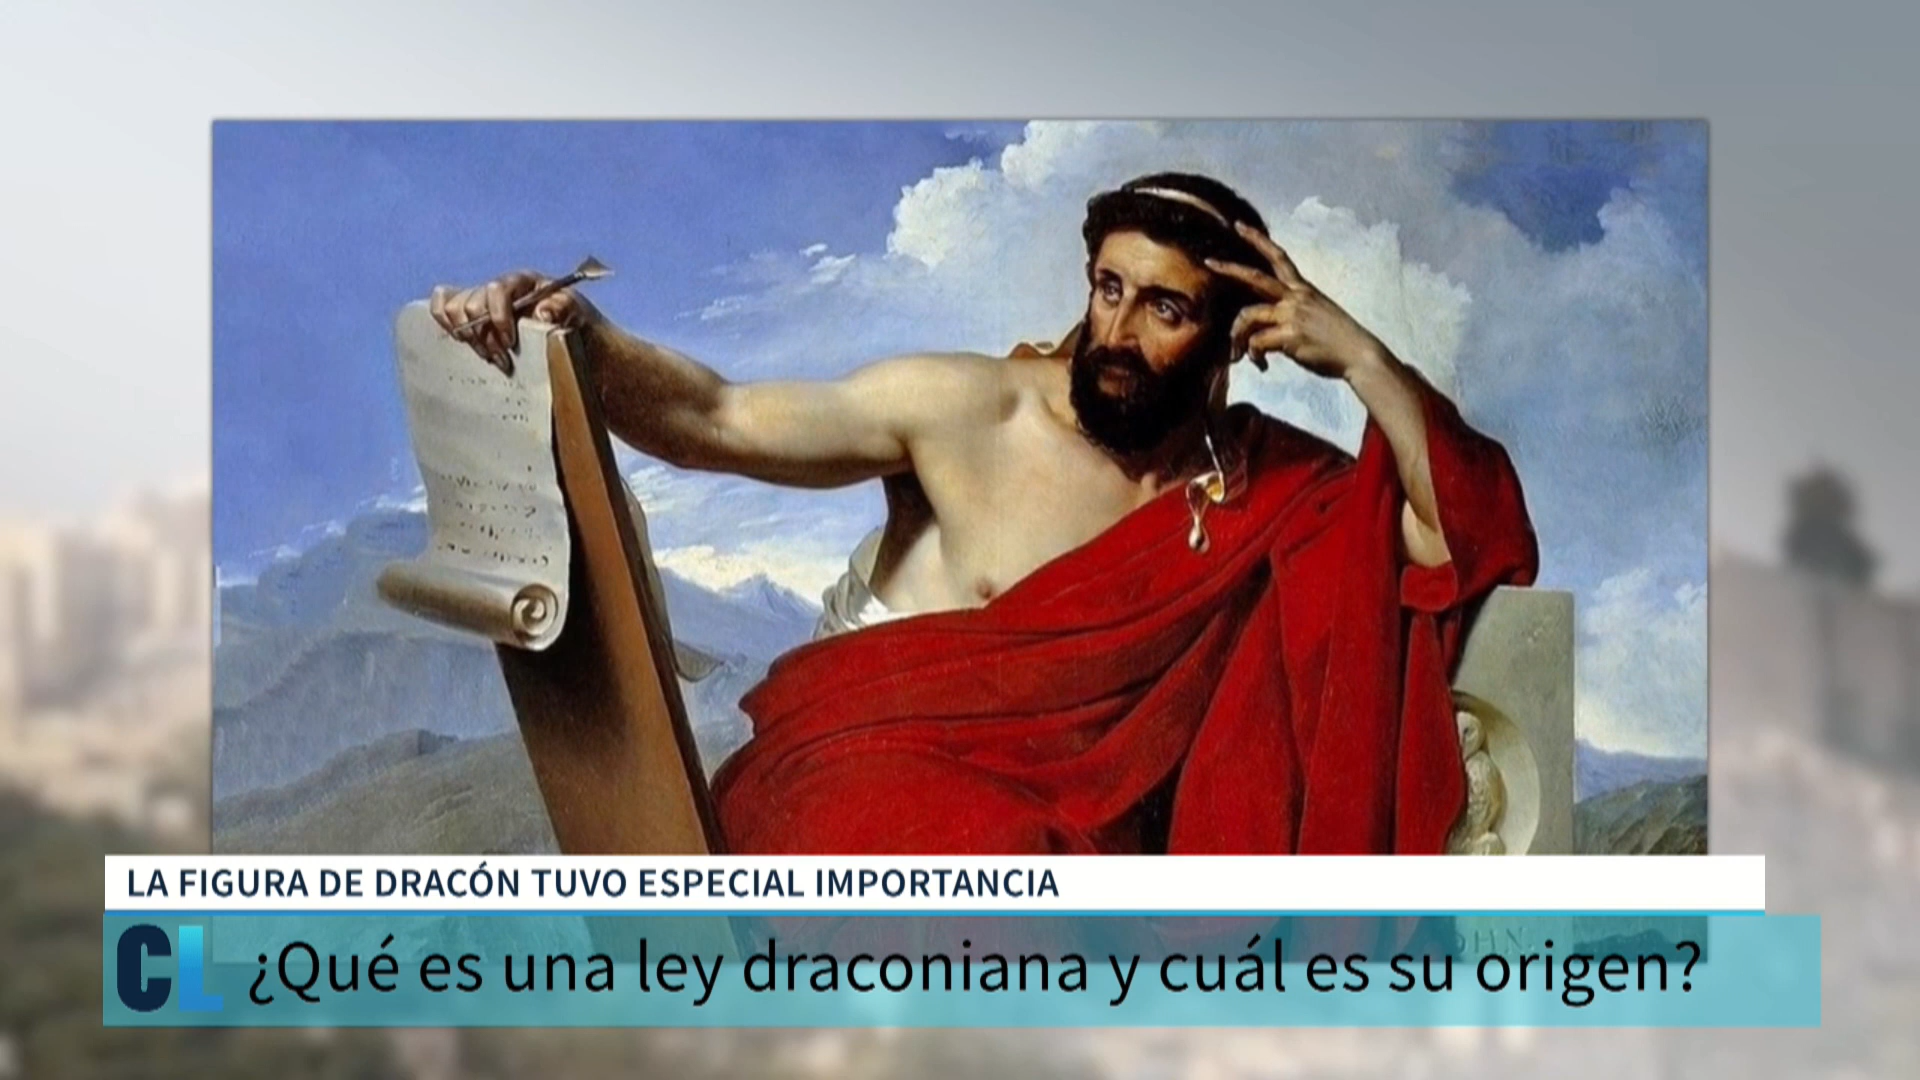 LA FIGURA DE DRACÓN TUVO ESPECIAL IMPORTANCIA
CL ¿Qué es una ley draconiana y cuál es su origen?